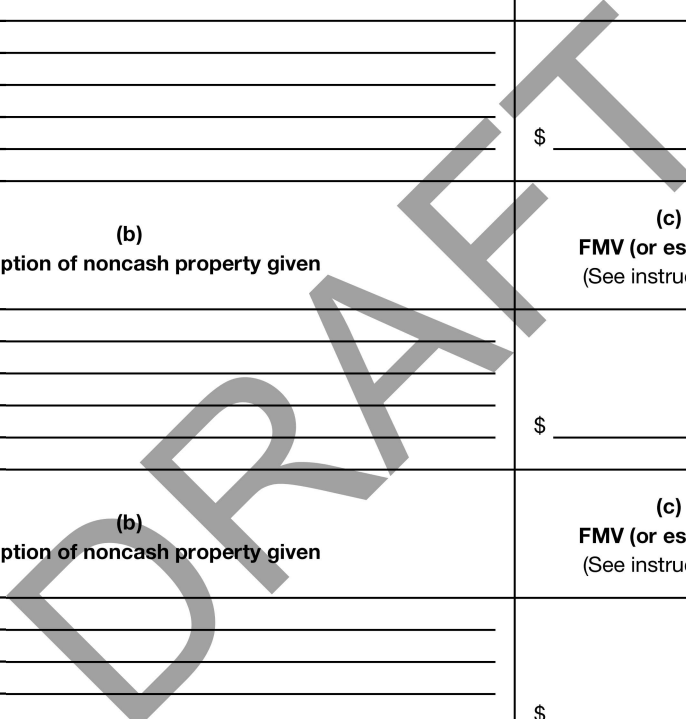 $
(b)
(c)
ption of noncash property given
FMV (or es
(See instruc
$
(b)
(c)
ption of noncash property given
FMV (or es
(See instruc
$
DRAFT